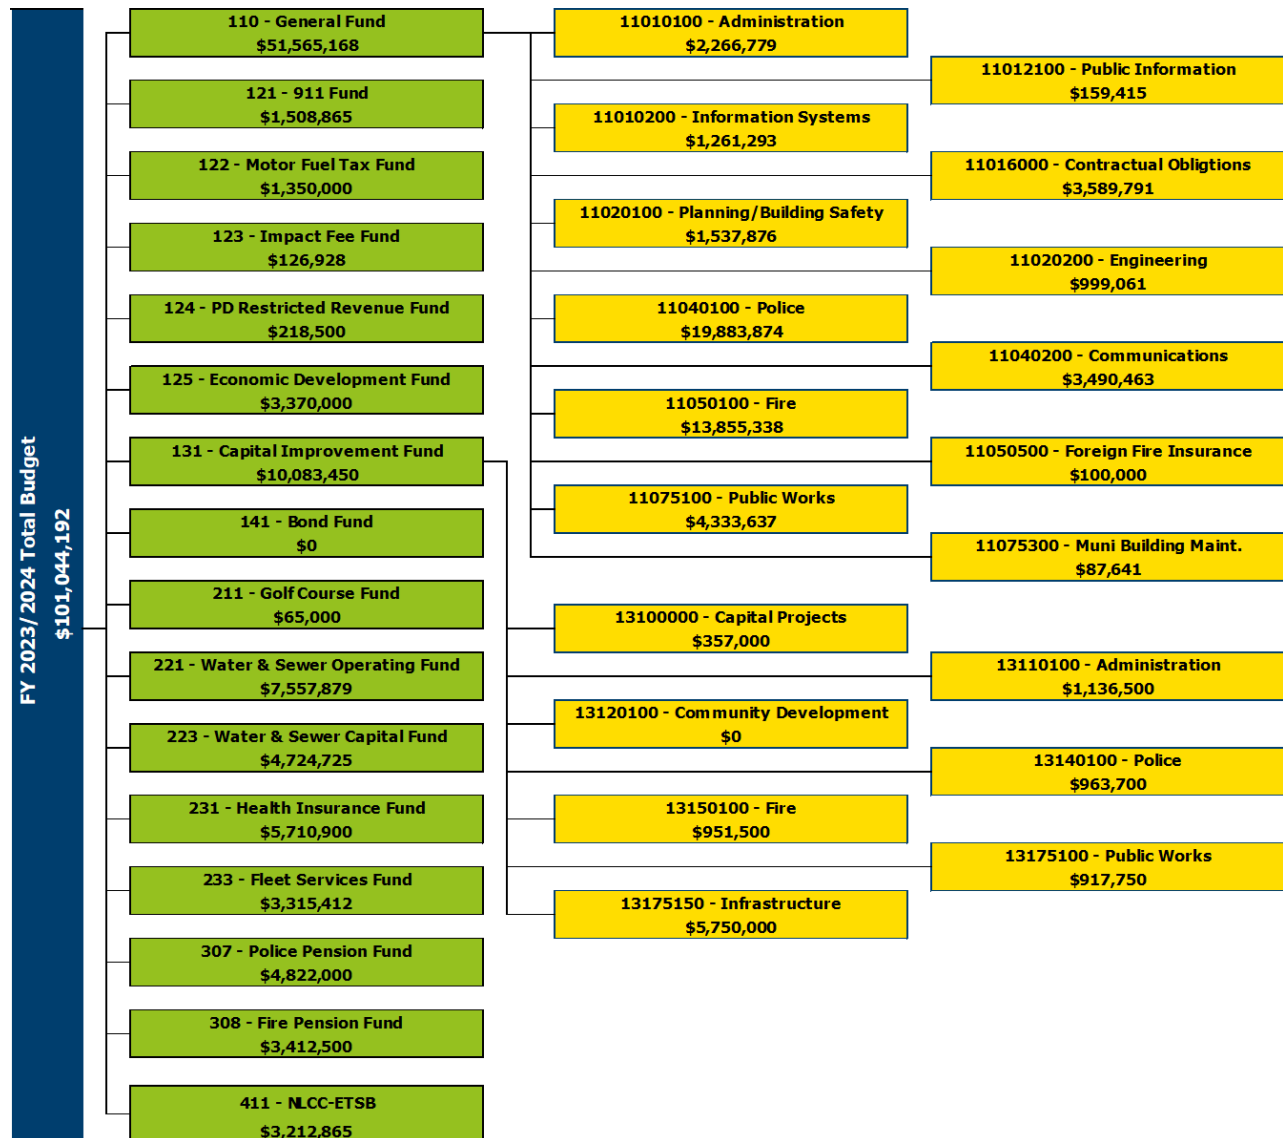 FY 2023/2024 Total Budget
$101,044,192
110 - General Fund
$51,565,168
121 - 911 Fund
$1,508,865
122 - Motor Fuel Tax Fund
$1,350,000
123 - Impact Fee Fund
$126,928
124 - PD Restricted Revenue Fund
$218,500
125 - Economic Development Fund
$3,370,000
131 - Capital Improvement Fund
$10,083,450
141 - Bond Fund
$0
211 - Golf Course Fund
$65,000
221 - Water & Sewer Operating Fund
$7,557,879
223 - Water & Sewer Capital Fund
$4,724,725
231 - Health Insurance Fund
$5,710,900
233 - Fleet Services Fund
$3,315,412
307 - Police Pension Fund
$4,822,000
308 - Fire Pension Fund
$3,412,500
411 - NLCC-ETSB
$3,212,865
11010100 - Administration
$2,266,779
11012100 - Public Information
$159,415
11010200 - Information Systems
$1,261,293
11016000 - Contractual Obligtions
$3,589,791
11020100 - Planning/Building Safety
$1,537,876
11020200 - Engineering
$999,061
11040100 - Police
$19,883,874
11040200 - Communications
$3,490,463
11050100 - Fire
$13,855,338
11050500 - Foreign Fire Insurance
$100,000
11075100 - Public Works
$4,333,637
11075300 - Muni Building Maint.
$87,641
13100000 - Capital Projects
$357,000
13110100 - Administration
$1,136,500
13120100 - Community Development
$0
13140100 - Police
$963,700
13150100 - Fire
$951,500
13175100 - Public Works
$917,750
13175150 - Infrastructure
$5,750,000